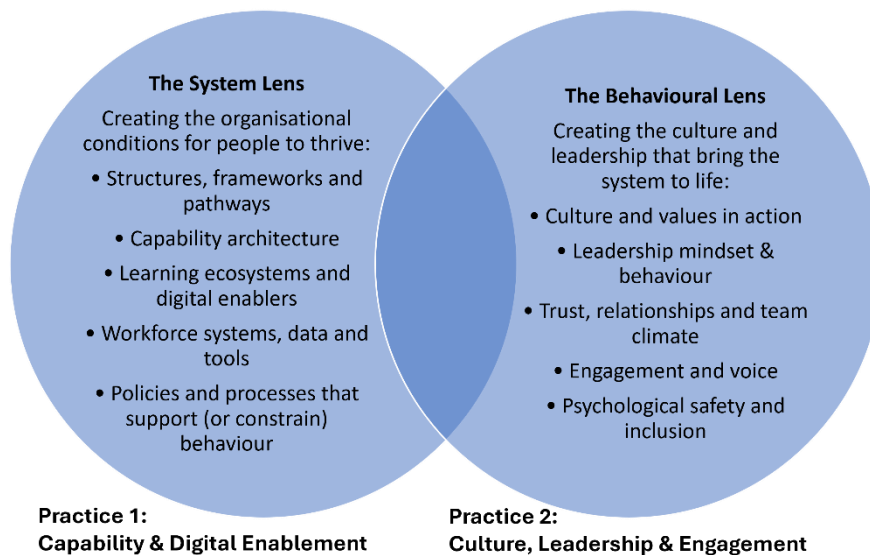 The System Lens
Creating the organisational
conditions for people to thrive:
• Structures, frameworks and
pathways
• Capability architecture
• Learning ecosystems and
digital enablers
• Workforce systems, data and
tools
• Policies and processes that
support (or constrain)
behaviour
The Behavioural Lens
Creating the culture and
leadership that bring the
system to life:
• Culture and values in action
• Leadership mindset &
behaviour
• Trust, relationships and team
climate
• Engagement and voice
• Psychological safety and
inclusion
Practice 1:
Capability & Digital Enablement
Practice 2:
Culture, Leadership & Engagement